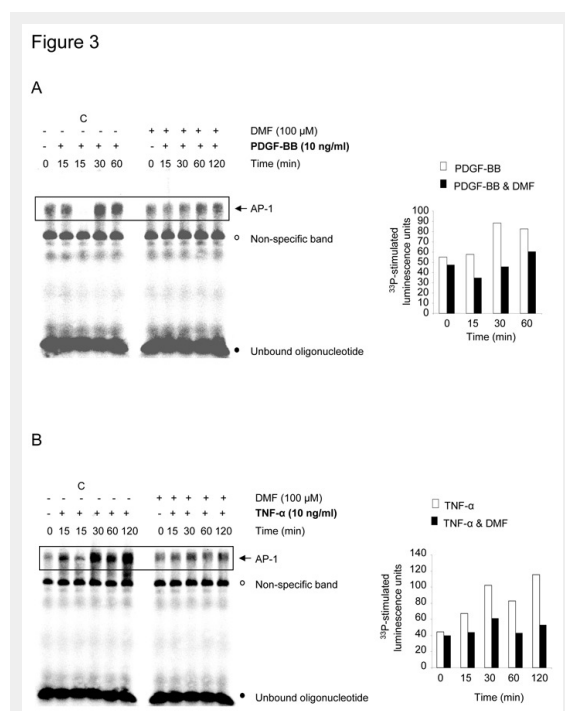 Figure 3
A
C
- - - - - + + + + + DMF (100 µM)
- + + + + - + + + + PDGF-BB (10 ng/ml)
0 15 15 30 60 0 15 30 60 120 Time (min)
AP-1
Non-specific band
Unbound oligonucleotide
PDGF-BB
PDGF-BB & DMF
³³P-stimulated
luminescence units
100
90
80
70
60
50
40
30
20
10
0
0 15 30 60
Time (min)
B
C
- - - - - - + + + + + DMF (100 µM)
- + + + + + - + + + + TNF-α (10 ng/ml)
0 15 15 30 60 120 0 15 30 60 120 Time (min)
AP-1
Non-specific band
Unbound oligonucleotide
TNF-α
TNF-α & DMF
³³P-stimulated
luminescence units
140
120
100
80
60
40
20
0
0 15 30 60 120
Time (min)